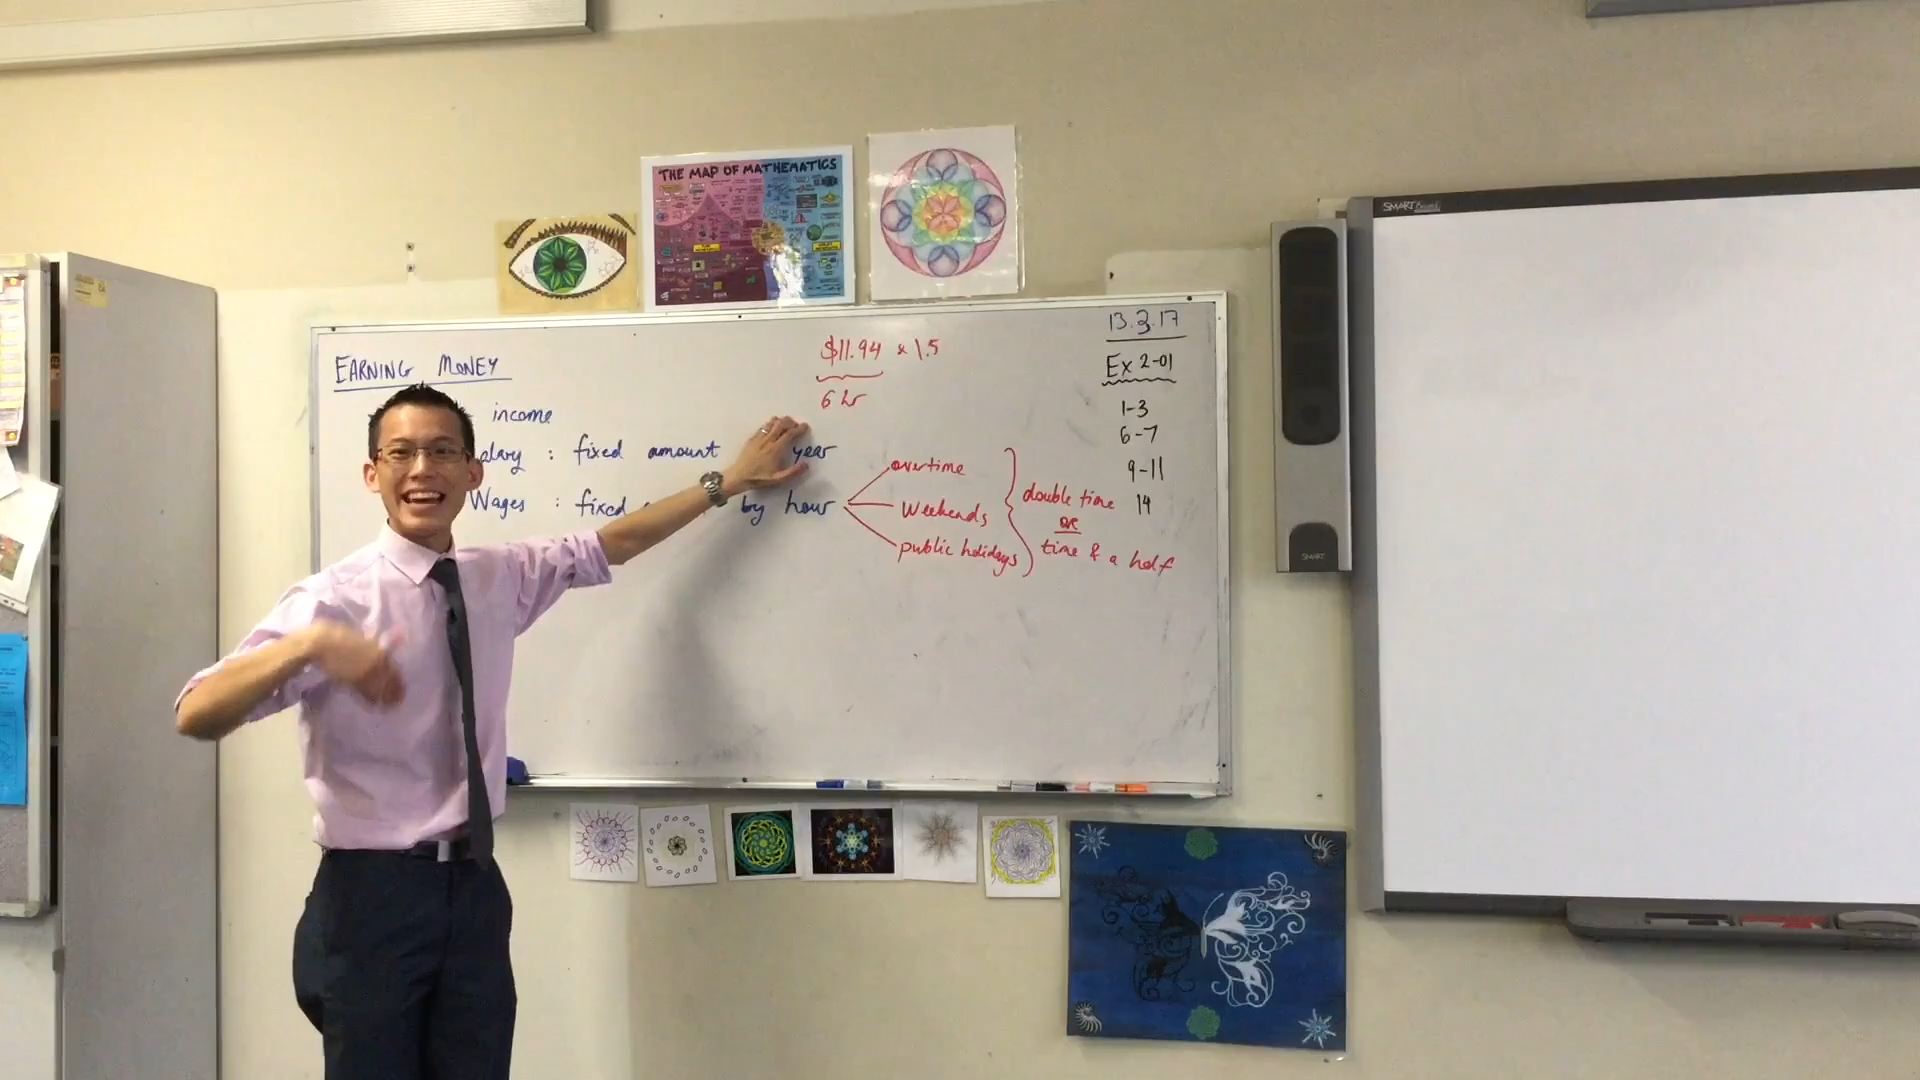 THE MAP OF MATHEMATICS
SMART Board
13.3.17
EARNING MONEY
$11.94 × 1.5
6 hr
Ex 2-01
income
1-3
6-7
alary : fixed amount year
Wages : fixed by hour
overtime
Weekends
public holidays
double time
OR
time & a half
9-11
14
SMART